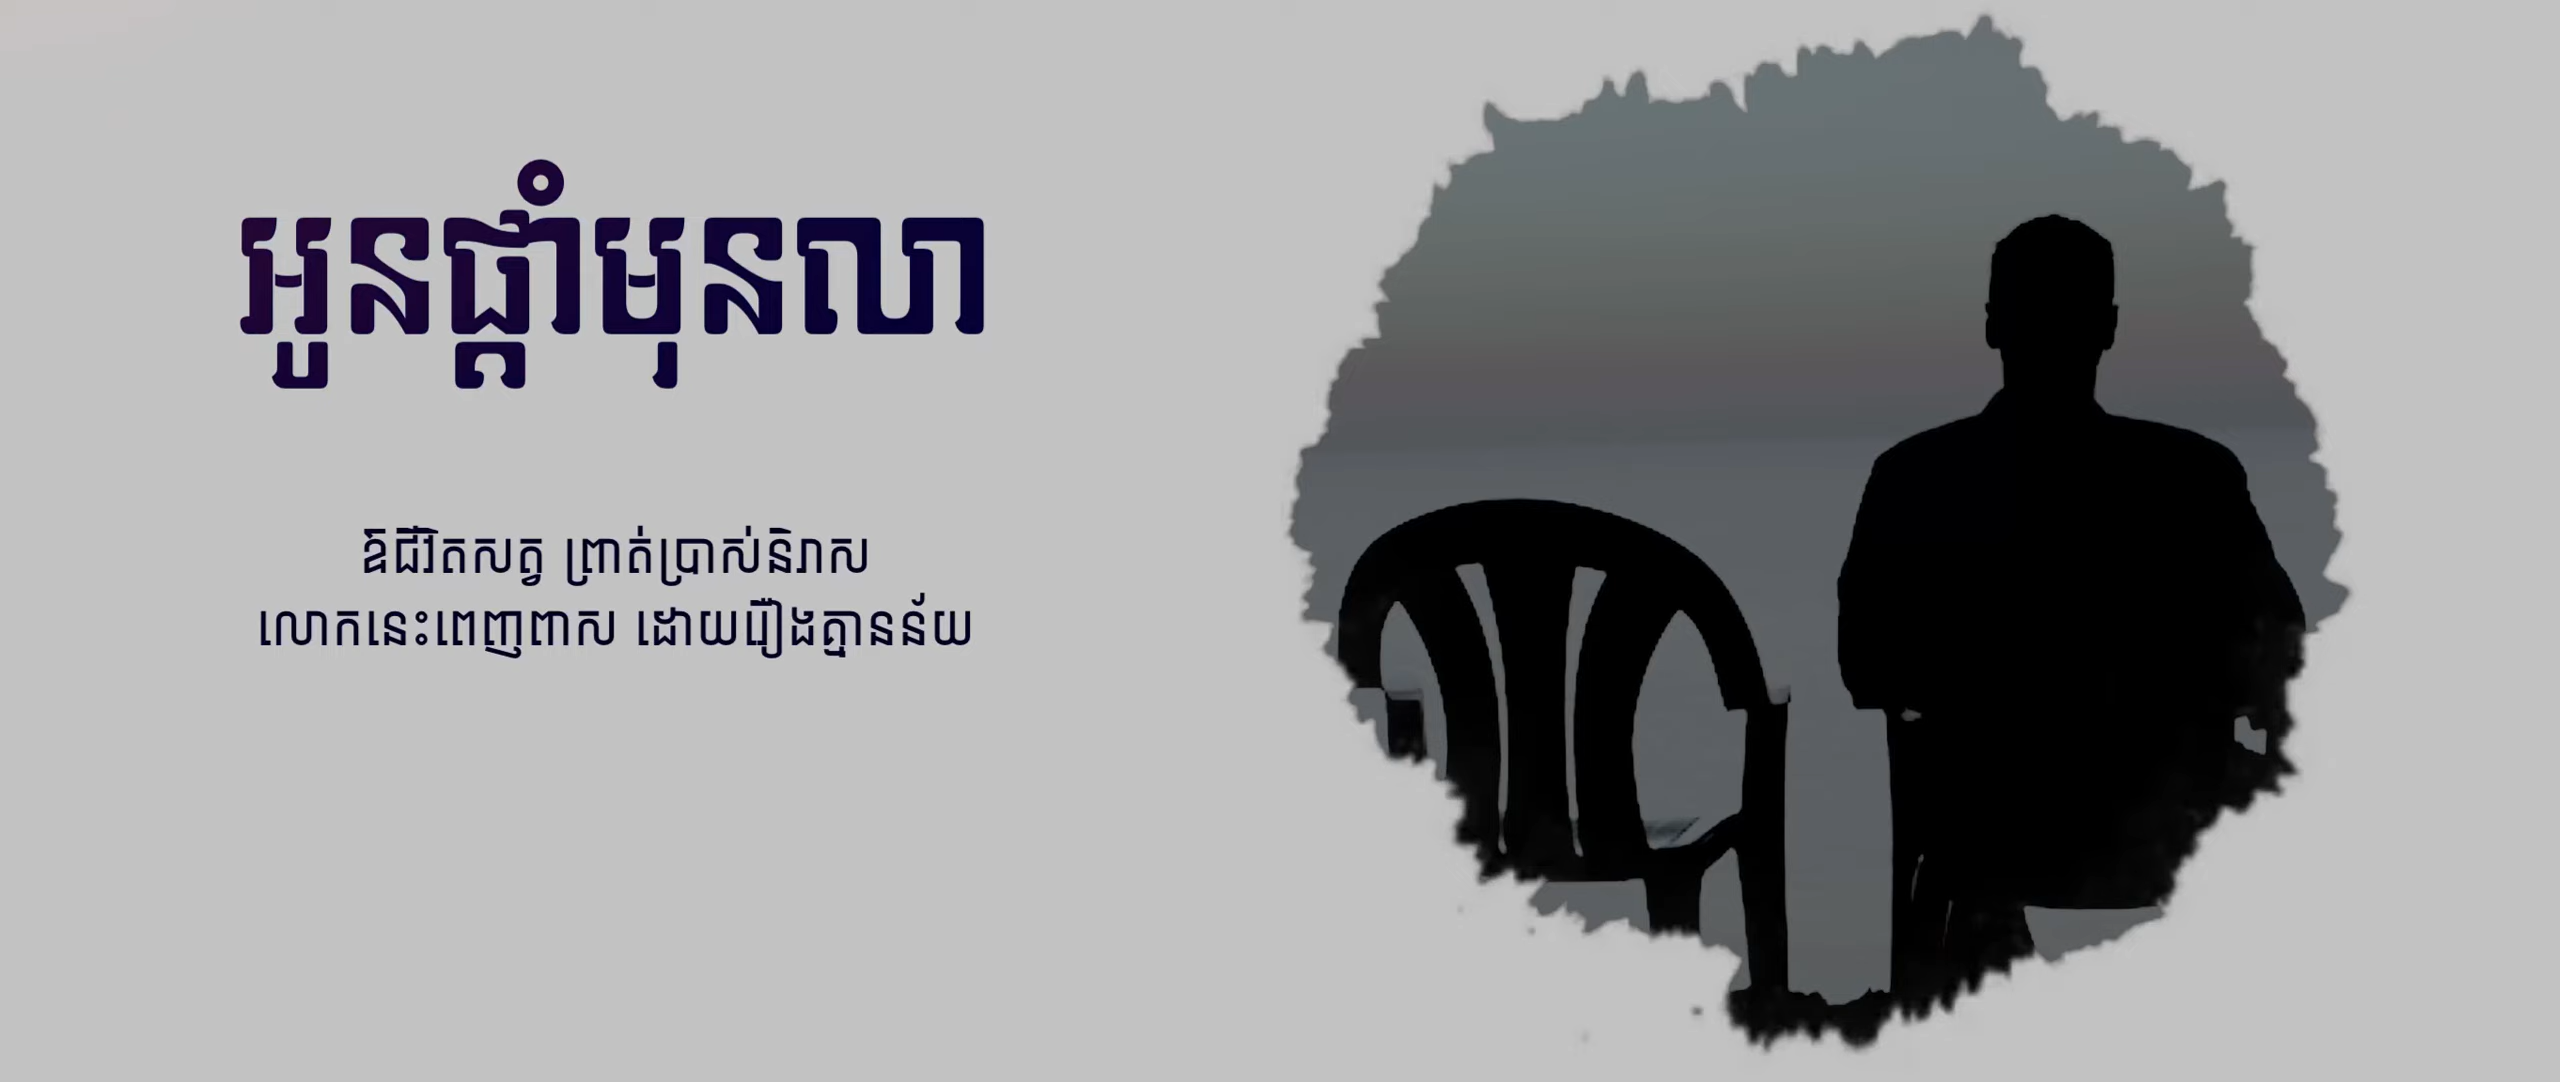 អូនផ្ដាំមុនលា
ឱជីវិតសត្វ ព្រាត់ប្រាស់និរាស
លោកនេះពេញពាស ដោយរឿងគ្មានន័យ